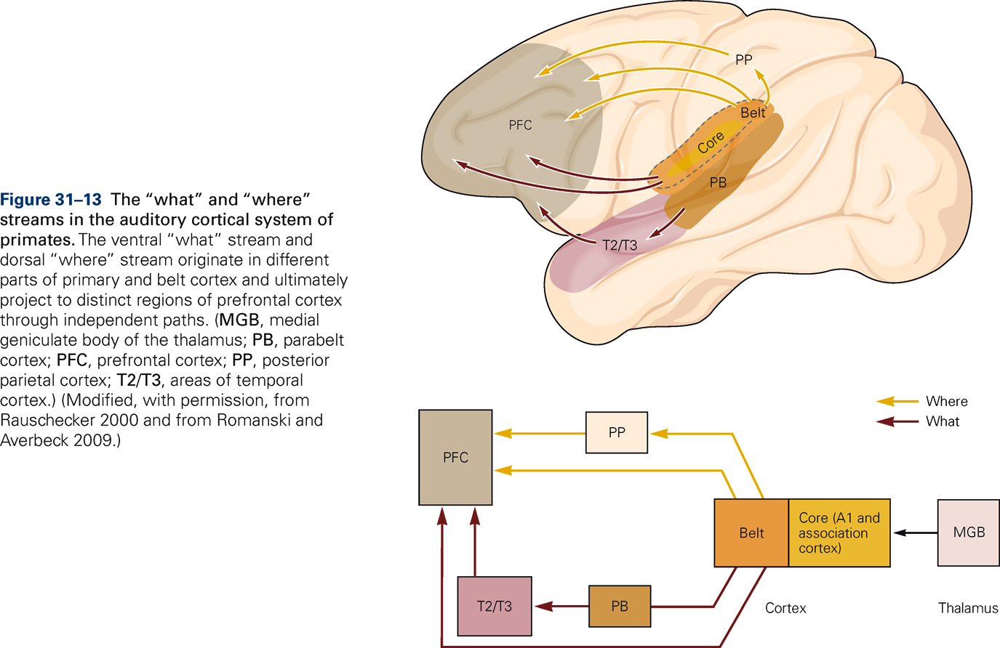 Figure 31–13 The “what” and “where”
streams in the auditory cortical system of
primates. The ventral “what” stream and
dorsal “where” stream originate in different
parts of primary and belt cortex and ultimately
project to distinct regions of prefrontal cortex
through independent paths. (MGB, medial
geniculate body of the thalamus; PB, parabelt
cortex; PFC, prefrontal cortex; PP, posterior
parietal cortex; T2/T3, areas of temporal
cortex.) (Modified, with permission, from
Rauschecker 2000 and from Romanski and
Averbeck 2009.)
PP
Belt
PFC
Core
PB
T2/T3
Where
What
PP
PFC
Belt
Core (A1 and
association
cortex)
MGB
T2/T3
PB
Cortex
Thalamus